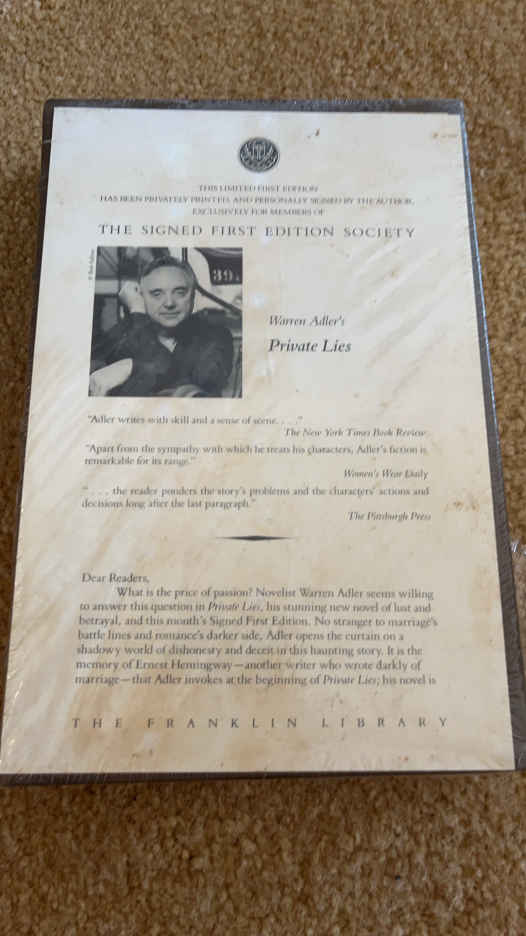 THIS LIMITED FIRST EDITION
HAS BEEN PRIVATELY PRINTED, AND PERSONALLY SIGNED BY THE AUTHOR,
EXCLUSIVELY FOR MEMBERS OF
THE SIGNED FIRST EDITION SOCIETY
39.
Warren Adler's
Private Lies
"Adler writes with skill and a sense of scene. . . ."
The New York Times Book Review
"Apart from the sympathy with which he treats his characters, Adler's fiction is
remarkable for its range."
Women's Wear Daily
". . . the reader ponders the story's problems and the characters' actions and
decisions long after the last paragraph."
The Pittsburgh Press
Dear Readers,
What is the price of passion? Novelist Warren Adler seems willing
to answer this question in Private Lies, his stunning new novel of lust and
betrayal, and this month's Signed First Edition. No stranger to marriage's
battle lines and romance's darker side, Adler opens the curtain on a
shadowy world of dishonesty and deceit in this haunting story. It is the
memory of Ernest Hemingway—another writer who wrote darkly of
marriage—that Adler invokes at the beginning of Private Lies; his novel is
THE FRANKLIN LIBRARY